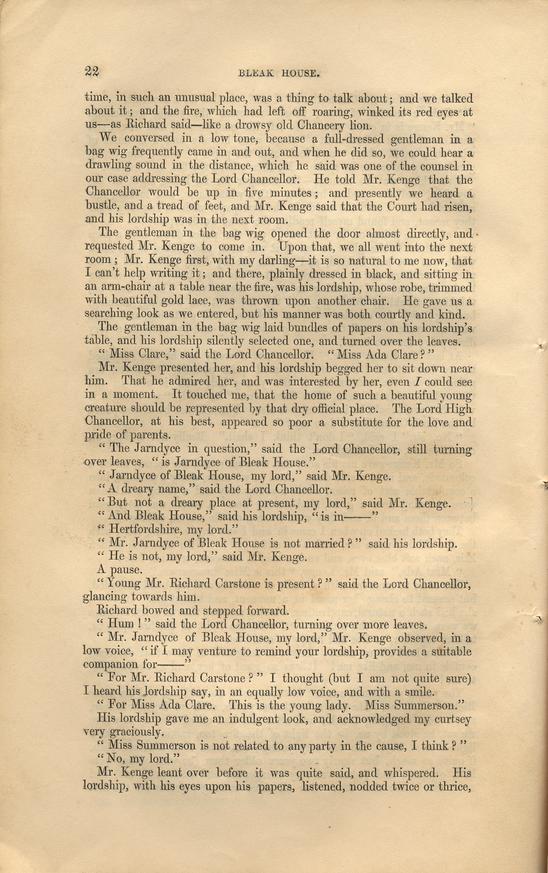 22
BLEAK HOUSE.
time, in such an unusual place, was a thing to talk about; and we talked
about it; and the fire, which had left off roaring, winked its red eyes at
us—as Richard said—like a drowsy old Chancery lion.
We conversed in a low tone, because a full-dressed gentleman in a
bag wig frequently came in and out, and when he did so, we could hear a
drawling sound in the distance, which he said was one of the counsel in
our case addressing the Lord Chancellor. He told Mr. Kenge that the
Chancellor would be up in five minutes; and presently we heard a
bustle, and a tread of feet, and Mr. Kenge said that the Court had risen,
and his lordship was in the next room.
The gentleman in the bag wig opened the door almost directly, and
requested Mr. Kenge to come in. Upon that, we all went into the next
room; Mr. Kenge first, with my darling—it is so natural to me now, that
I can't help writing it; and there, plainly dressed in black, and sitting in
an arm-chair at a table near the fire, was his lordship, whose robe, trimmed
with beautiful gold lace, was thrown upon another chair. He gave us a
searching look as we entered, but his manner was both courtly and kind.
The gentleman in the bag wig laid bundles of papers on his lordship's
table, and his lordship silently selected one, and turned over the leaves.
"Miss Clare," said the Lord Chancellor. "Miss Ada Clare?"
Mr. Kenge presented her, and his lordship begged her to sit down near
him. That he admired her, and was interested by her, even I could see
in a moment. It touched me, that the home of such a beautiful young
creature should be represented by that dry official place. The Lord High
Chancellor, at his best, appeared so poor a substitute for the love and
pride of parents.
"The Jarndyce in question," said the Lord Chancellor, still turning
over leaves, "is Jarndyce of Bleak House."
"Jarndyce of Bleak House, my lord," said Mr. Kenge.
"A dreary name," said the Lord Chancellor.
"But not a dreary place at present, my lord," said Mr. Kenge.
"And Bleak House," said his lordship, "is in——"
"Hertfordshire, my lord."
"Mr. Jarndyce of Bleak House is not married?" said his lordship.
"He is not, my lord," said Mr. Kenge.
A pause.
"Young Mr. Richard Carstone is present?" said the Lord Chancellor,
glancing towards him.
Richard bowed and stepped forward.
"Hum!" said the Lord Chancellor, turning over more leaves.
"Mr. Jarndyce of Bleak House, my lord," Mr. Kenge observed, in a
low voice, "if I may venture to remind your lordship, provides a suitable
companion for——"
"For Mr. Richard Carstone?" I thought (but I am not quite sure)
I heard his lordship say, in an equally low voice, and with a smile.
"For Miss Ada Clare. This is the young lady. Miss Summerson."
His lordship gave me an indulgent look, and acknowledged my curtsey
very graciously.
"Miss Summerson is not related to any party in the cause, I think?"
"No, my lord."
Mr. Kenge leant over before it was quite said, and whispered. His
lordship, with his eyes upon his papers, listened, nodded twice or thrice,